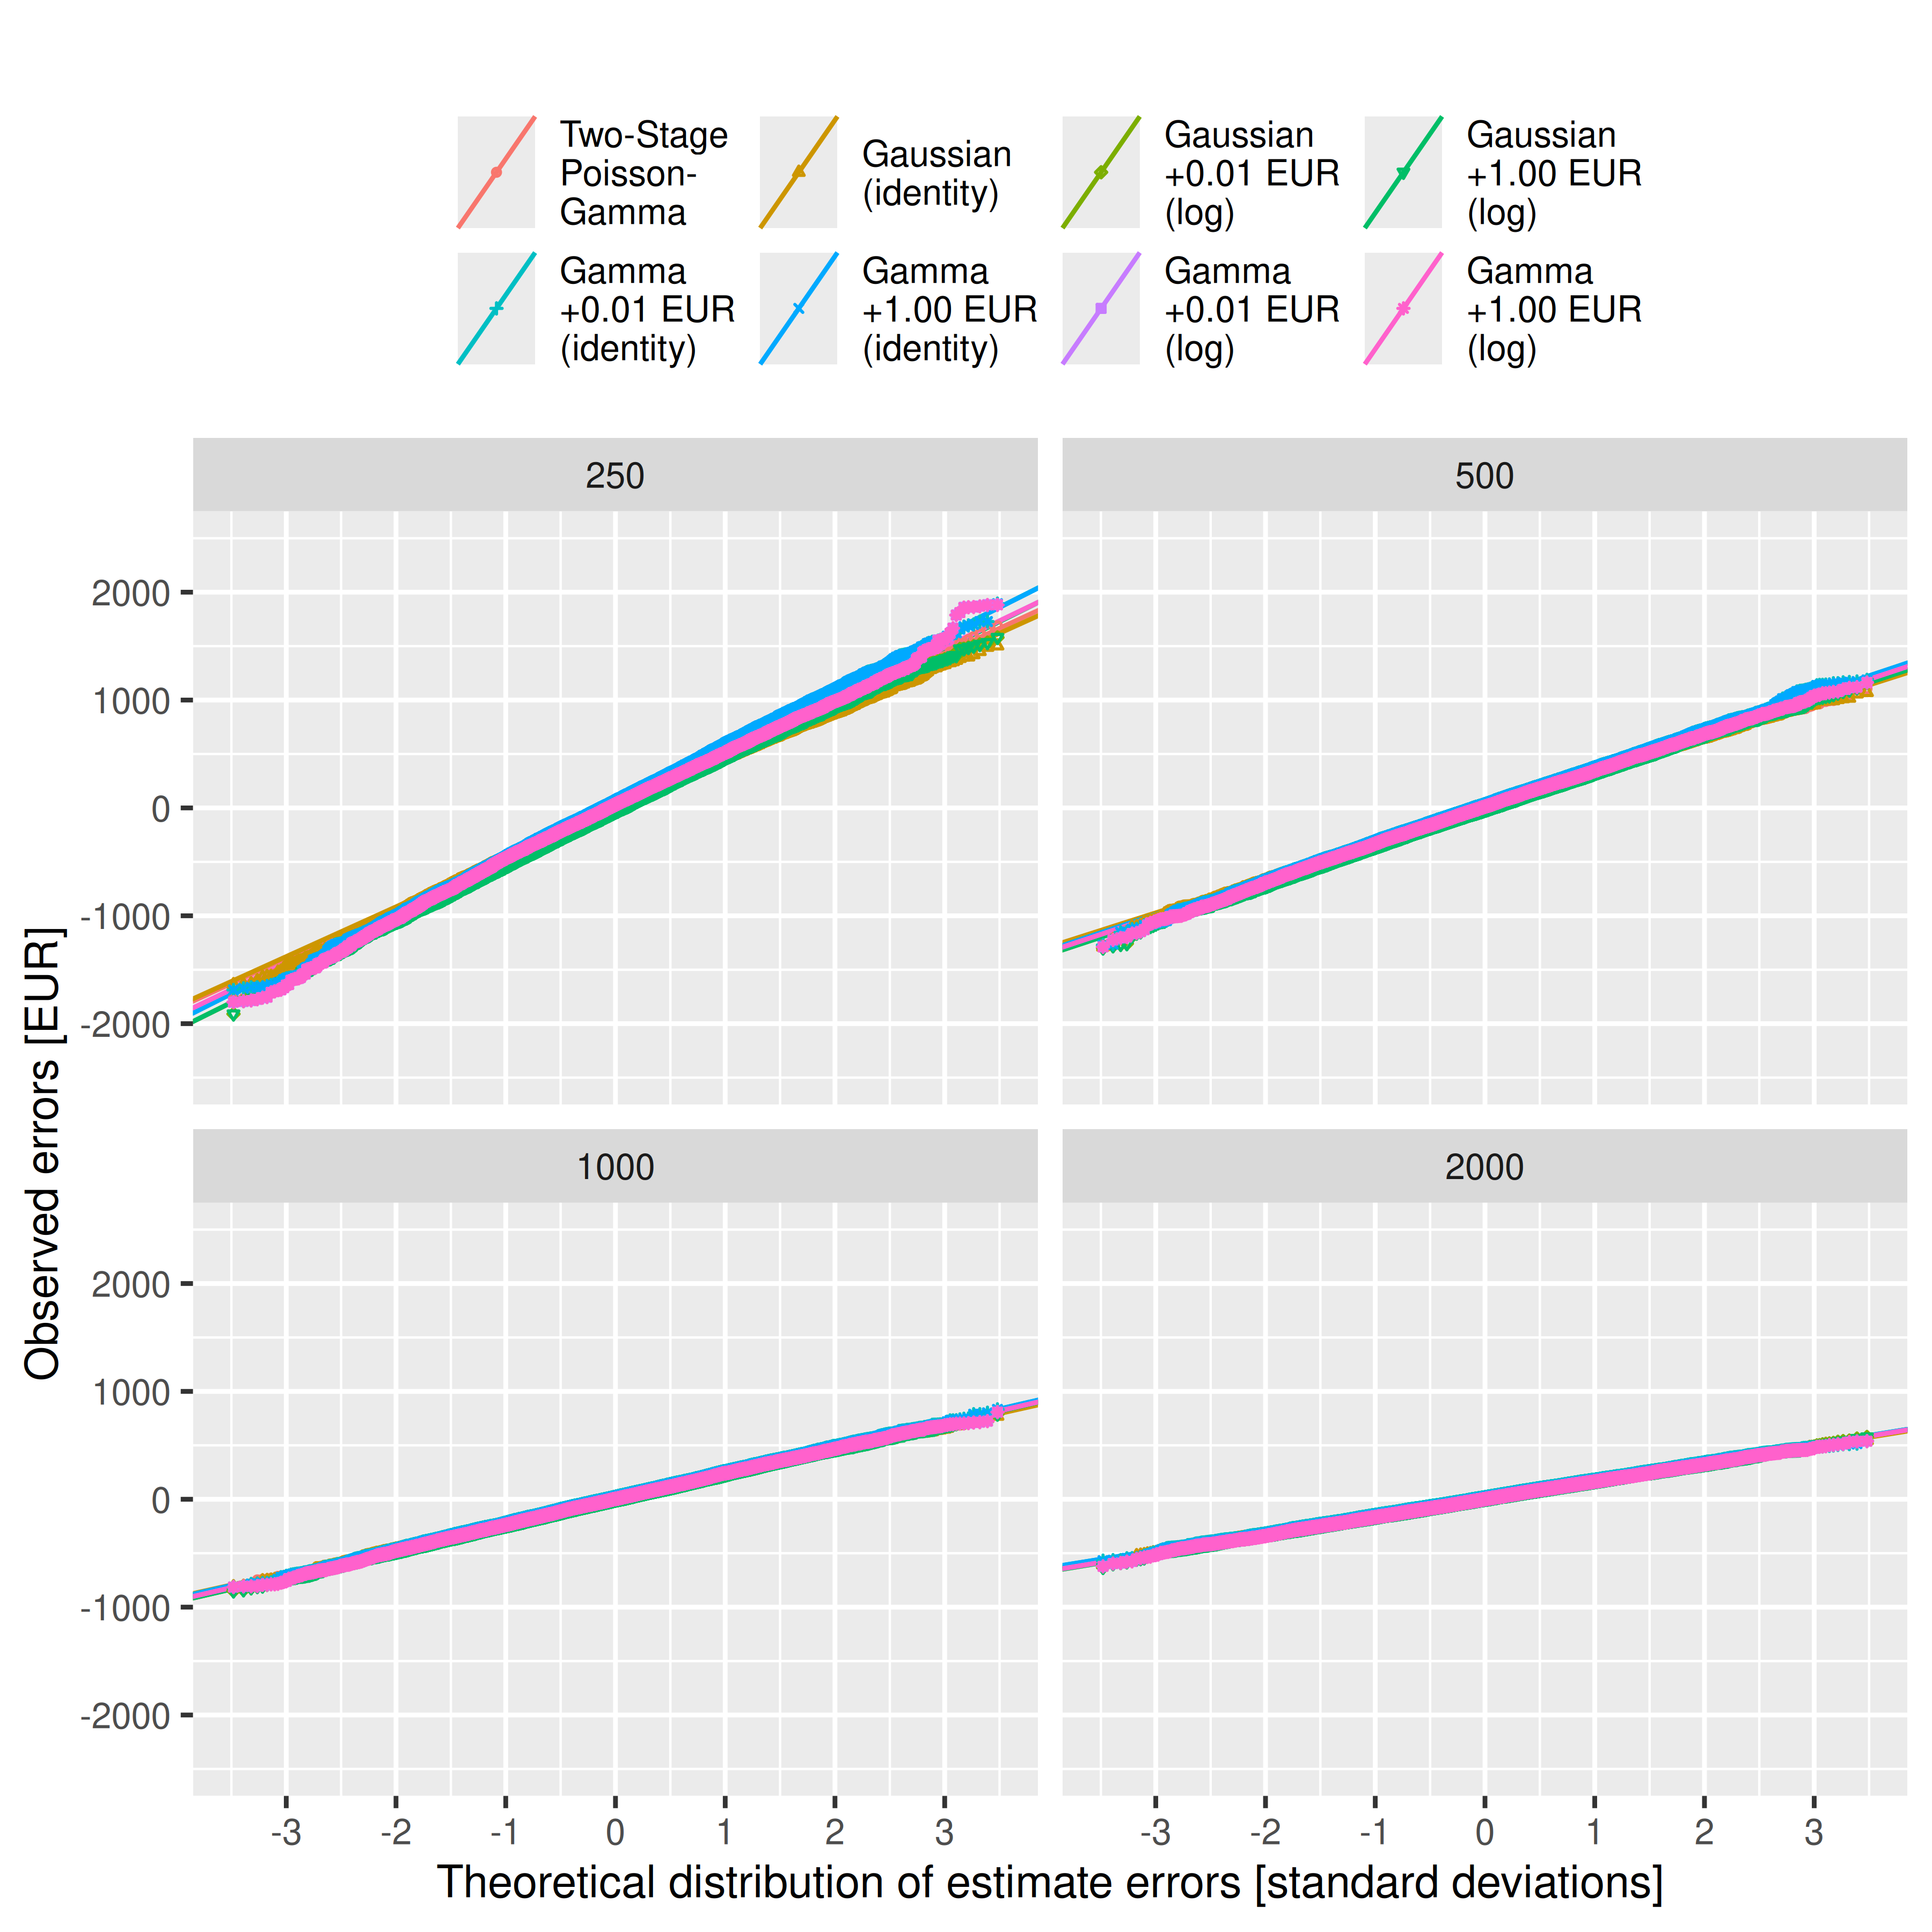 Two-Stage
Poisson-
Gamma
Gaussian
(identity)
Gaussian
+0.01 EUR
(log)
Gaussian
+1.00 EUR
(log)
Gamma
+0.01 EUR
(identity)
Gamma
+1.00 EUR
(identity)
Gamma
+0.01 EUR
(log)
Gamma
+1.00 EUR
(log)
250
500
2000
1000
0
-1000
-2000
1000
2000
2000
1000
0
-1000
-2000
-3 -2 -1 0 1 2 3
-3 -2 -1 0 1 2 3
Observed errors [EUR]
Theoretical distribution of estimate errors [standard deviations]